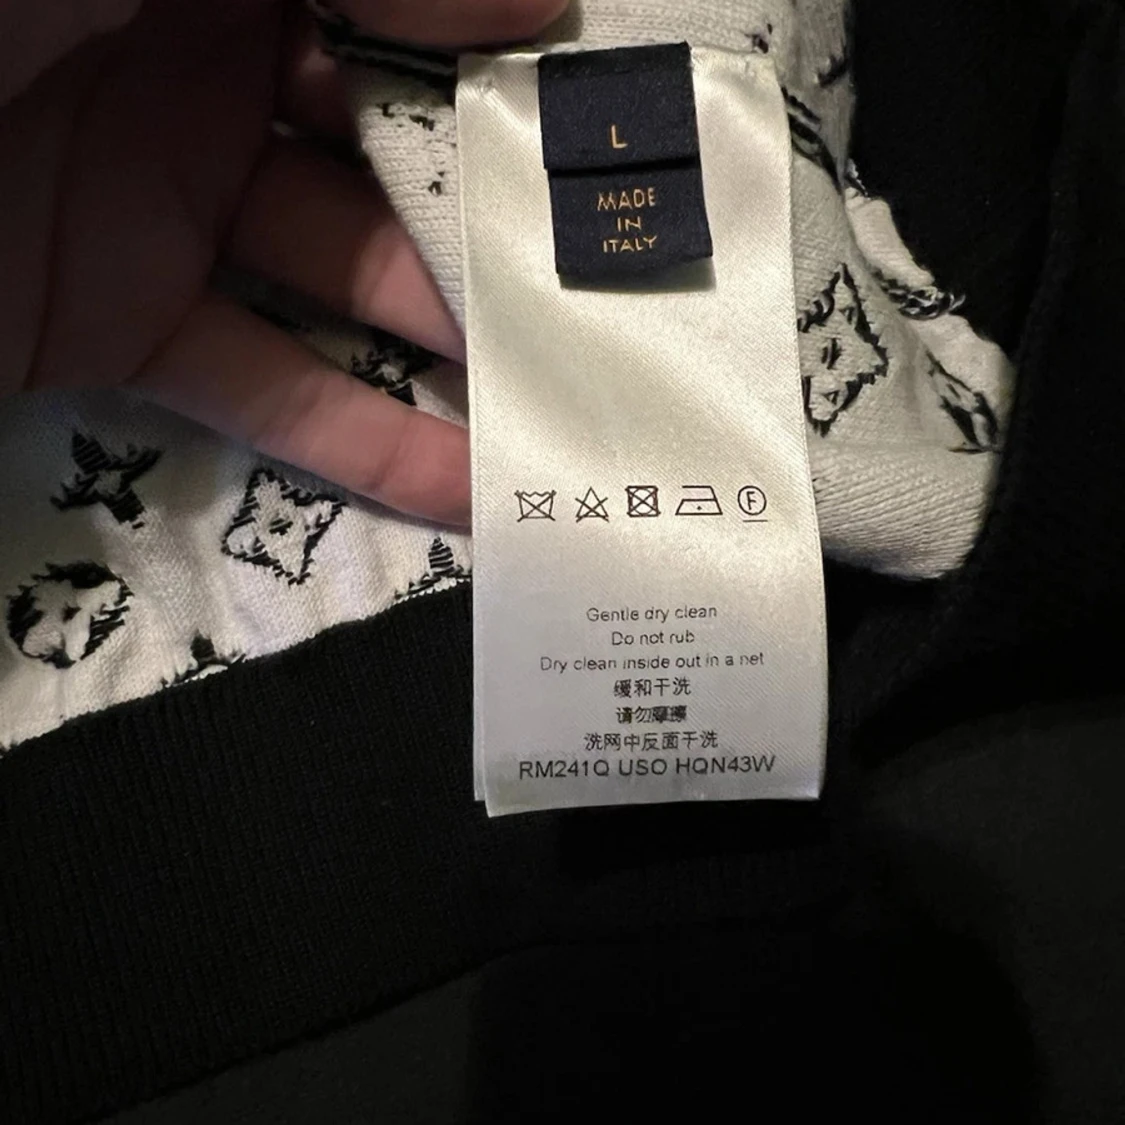 L
MADE
IN
ITALY
F
Gentle dry clean
Do not rub
Dry clean inside out in a net
缓和干洗
请勿摩擦
洗网中反面干洗
RM241Q USO HQN43W